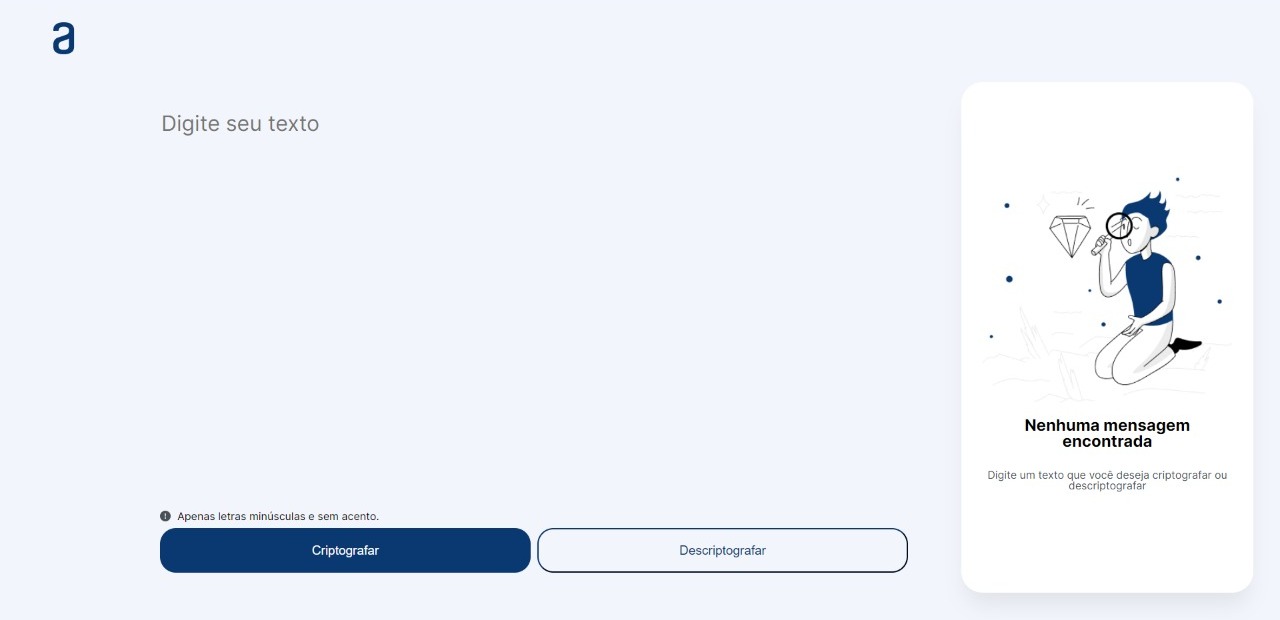 a
Digite seu texto
Nenhuma mensagem
encontrada
Digite um texto que você deseja criptografar ou
descriptografar
Apenas letras minúsculas e sem acento.
Criptografar
Descriptografar